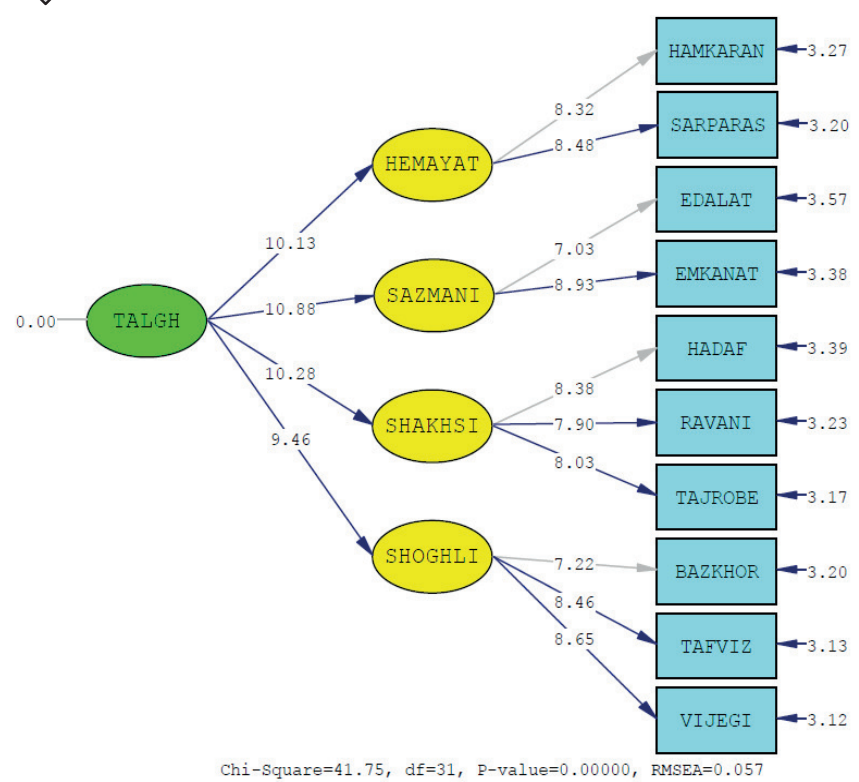 HAMKARAN 3.27
8.32
SARPARAS 3.20
8.48
HEMAYAT
EDALAT 3.57
10.13
7.03
EMKANAT 3.38
8.93
SAZMANI
10.88
0.00 TALGH
HADAF 3.39
10.28
8.38
SHAKHSI 7.90 RAVANI 3.23
9.46
8.03
TAJROBE 3.17
SHOGHLI 7.22 BAZKHOR 3.20
8.46
8.65
TAFVIZ 3.13
VIJEGI 3.12
Chi-Square=41.75, df=31, P-value=0.00000, RMSEA=0.057